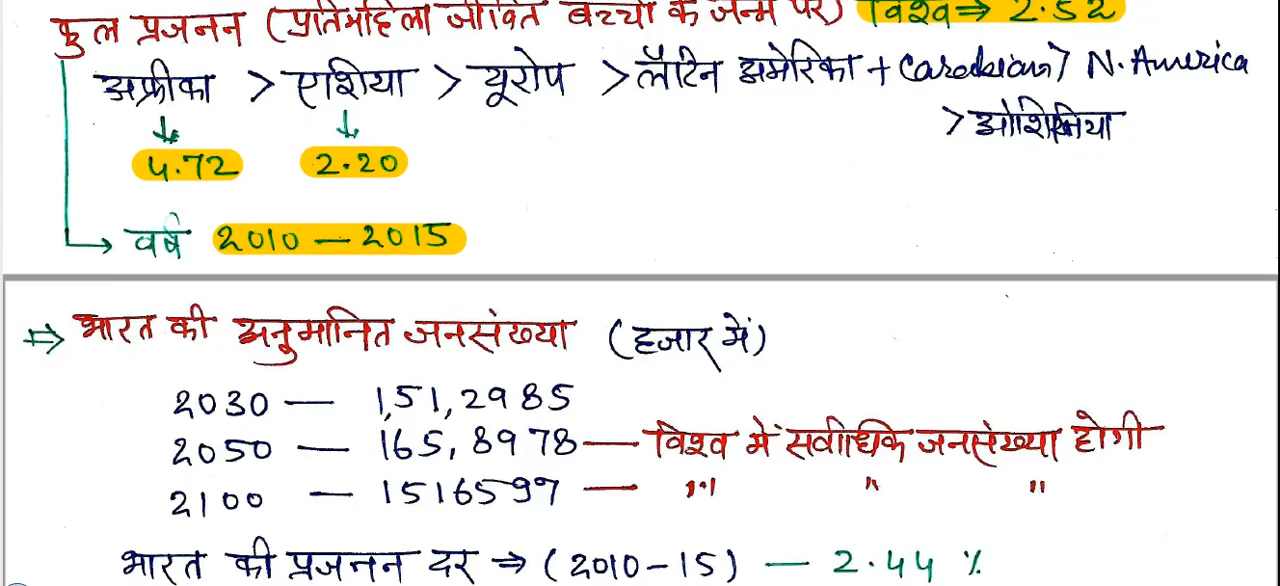 कुल प्रजनन (प्रतिमहिला जीवित बच्चों के जन्म पर) विश्व ⇒ 2.52
अफ्रीका > एशिया > यूरोप > लैटिन अमेरिका + > N. America
> ओशिनिया
4.72 2.20
वर्ष 2010 — 2015
⇒ भारत की अनुमानित जनसंख्या (हजार में)
2030 — 1,51,2985
2050 — 165,8978 — विश्व में सर्वाधिक जनसंख्या होगी
2100 — 1516597 — " " "
भारत की प्रजनन दर ⇒ (2010-15) — 2.44 %